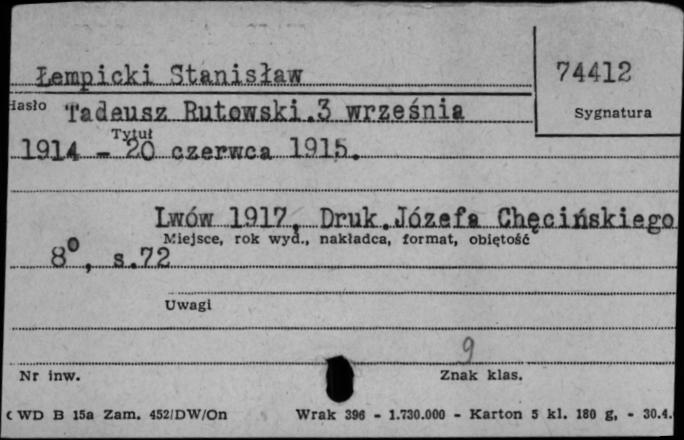 Łempicki Stanisław
74412
Hasło Tadeusz Rutowski.3 września
Sygnatura
Tytuł
1914 - 20 czerwca 1915.
Lwów 1917, Druk.Józefa Chęcińskiego
Miejsce, rok wyd., nakładca, format, obiętość
8°, s.72
Uwagi
9
Nr inw.
Znak klas.
CWD B 15a Zam. 452/DW/On Wrak 396 - 1.730.000 - Karton 5 kl. 180 g, - 30.4.